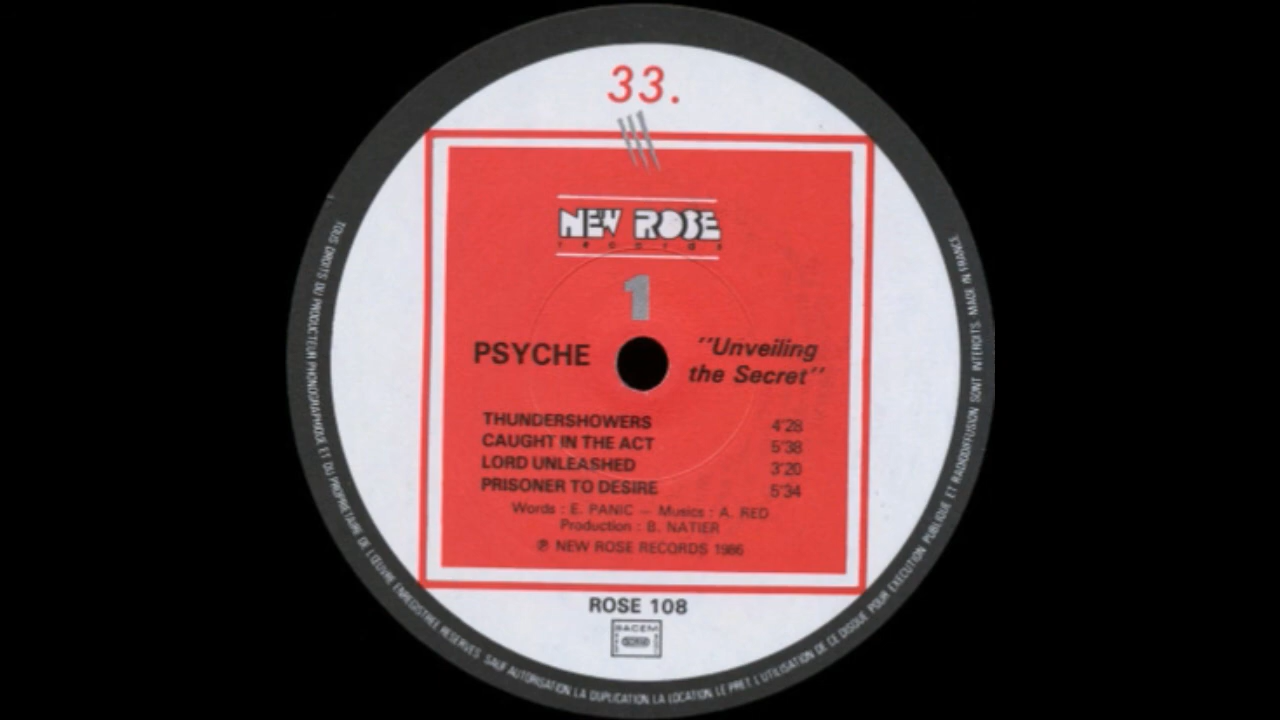 33.
NEW ROSE
records
1
PSYCHE
"Unveiling
the Secret"
THUNDERSHOWERS 4'28
CAUGHT IN THE ACT 5'38
LORD UNLEASHED 3'20
PRISONER TO DESIRE 5'34
Words : E. PANIC – Musics : A. RED
Production : B. NATIER
℗ NEW ROSE RECORDS 1986
ROSE 108
SACEM
TOUS DROITS DU PRODUCTEUR PHONOGRAPHIQUE ET DU PROPRIETAIRE DE L'ŒUVRE ENREGISTREE RESERVES. SAUF AUTORISATION LA DUPLICATION, LA LOCATION, LE PRET, L'UTILISATION DE CE DISQUE POUR EXECUTION PUBLIQUE ET RADIODIFFUSION SONT INTERDITS. MADE IN FRANCE.